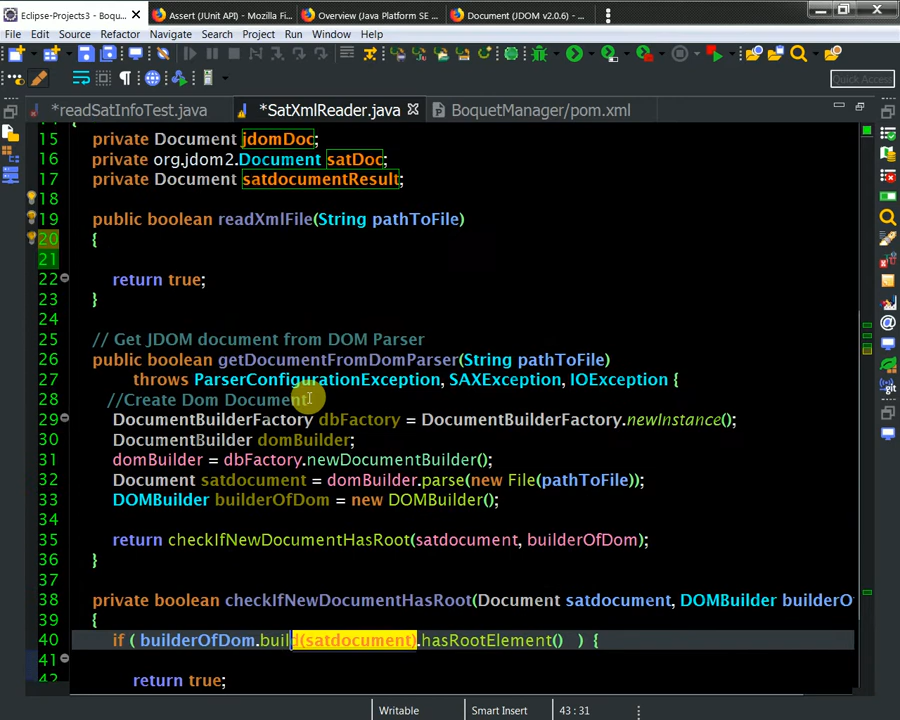 Eclipse-Projects3 - Boqu...
Assert (JUnit API) - Mozilla Fi...
Overview (Java Platform SE ...
Document (JDOM v2.0.6) - ...
File Edit Source Refactor Navigate Search Project Run Window Help
Quick Access
*readSatInfoTest.java
*SatXmlReader.java
BoquetManager/pom.xml
15 private Document jdomDoc;
16 private org.jdom2.Document satDoc;
17 private Document satdocumentResult;
18
19 public boolean readXmlFile(String pathToFile)
20 {
21
22 return true;
23 }
24
25 // Get JDOM document from DOM Parser
26 public boolean getDocumentFromDomParser(String pathToFile)
27 throws ParserConfigurationException, SAXException, IOException {
28 //Create Dom Document
29 DocumentBuilderFactory dbFactory = DocumentBuilderFactory.newInstance();
30 DocumentBuilder domBuilder;
31 domBuilder = dbFactory.newDocumentBuilder();
32 Document satdocument = domBuilder.parse(new File(pathToFile));
33 DOMBuilder builderOfDom = new DOMBuilder();
34
35 return checkIfNewDocumentHasRoot(satdocument, builderOfDom);
36 }
37
38 private boolean checkIfNewDocumentHasRoot(Document satdocument, DOMBuilder builderO
39 {
40 if ( builderOfDom.build(satdocument).hasRootElement() ) {
41
42 return true;
Writable Smart Insert 43 : 31